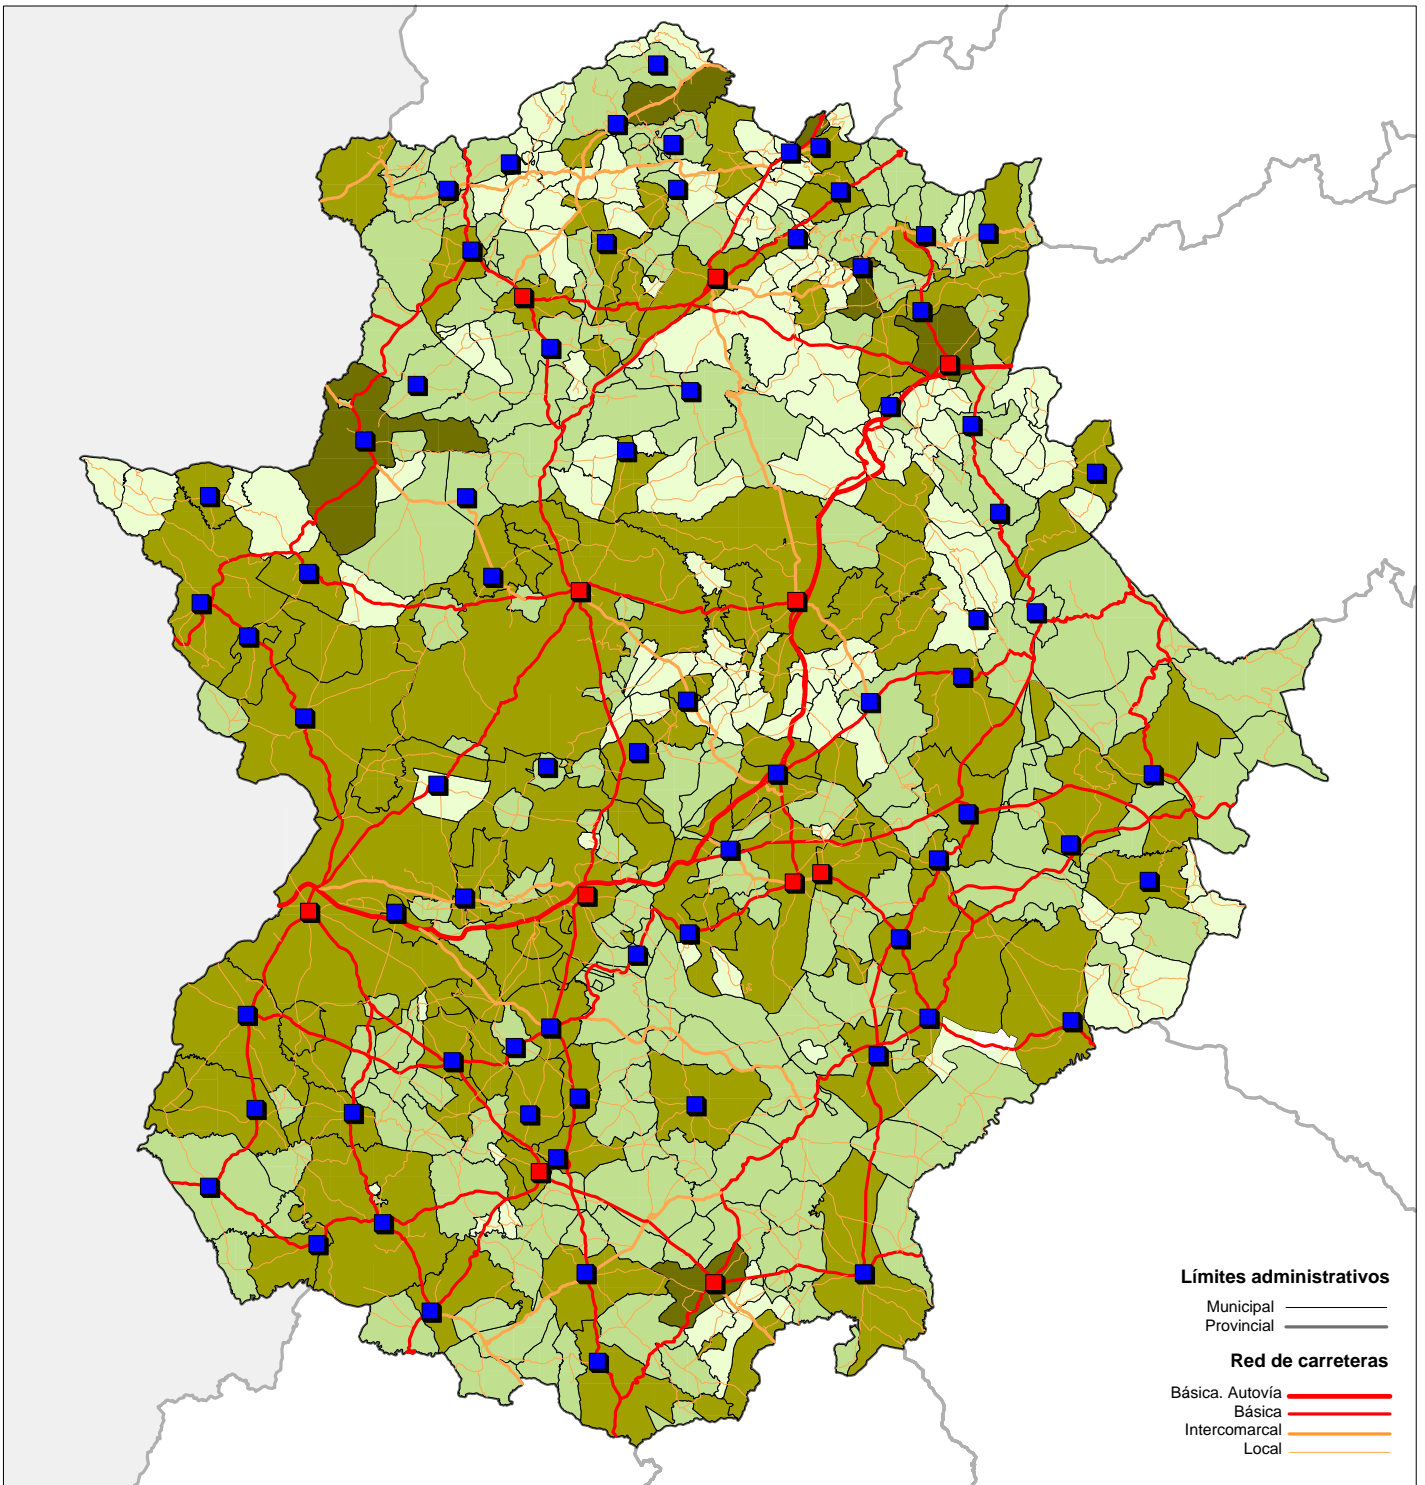 Límites administrativos
Municipal
Provincial
Red de carreteras
Básica. Autovía
Básica
Intercomarcal
Local